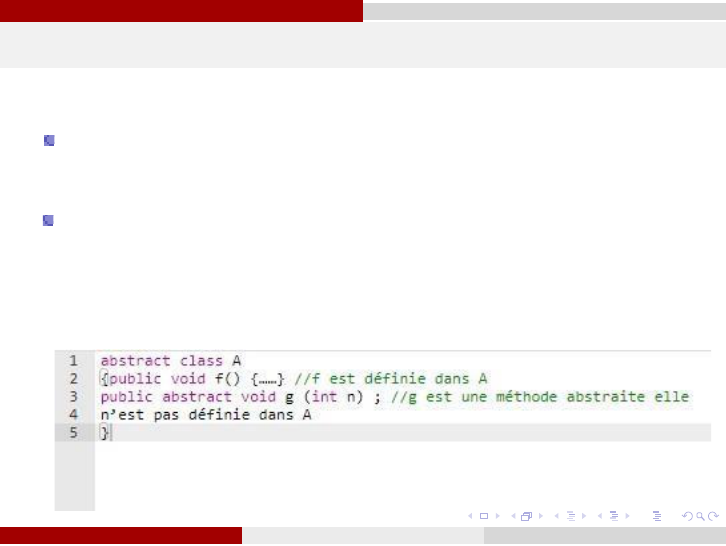 1 abstract class A
2 {public void f() {……} //f est définie dans A
3 public abstract void g (int n) ; //g est une méthode abstraite elle
4 n’est pas définie dans A
5 }